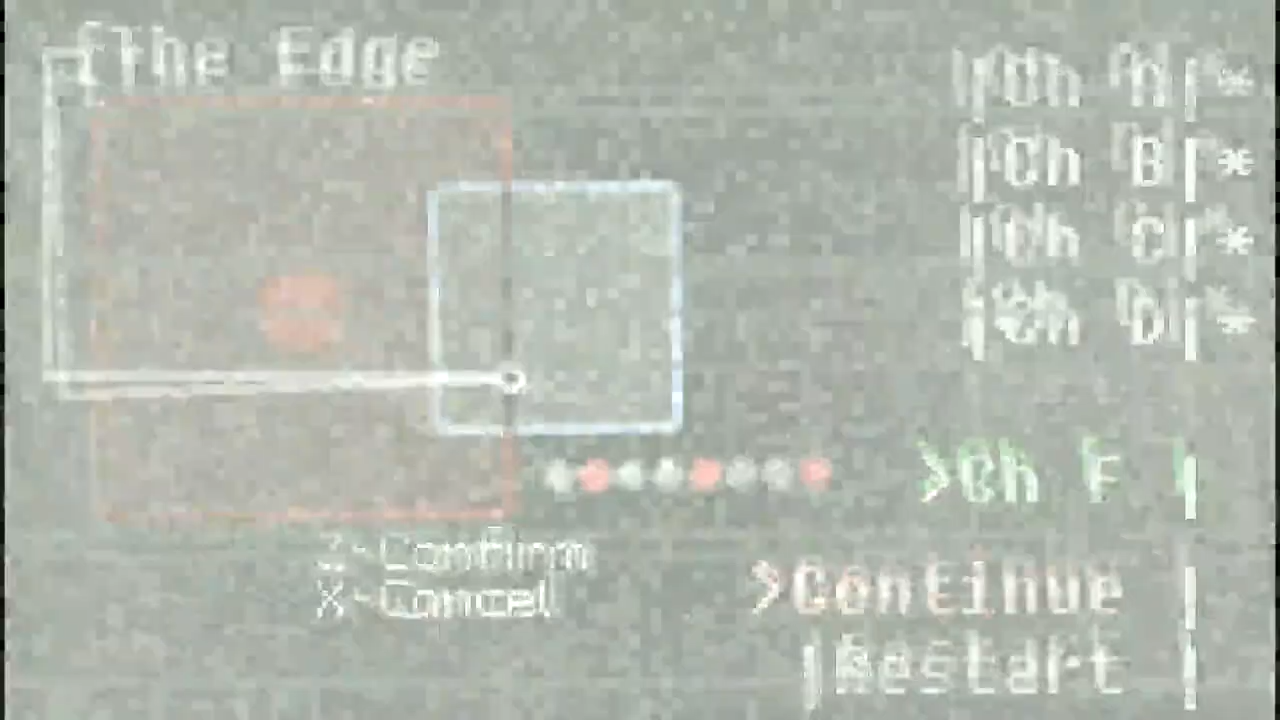 The Edge
|Ch A| *
|Ch B| *
|Ch C| *
|Ch D| *
>Ch F |
Z-Confirm
X-Cancel
>Continue |
|Restart |